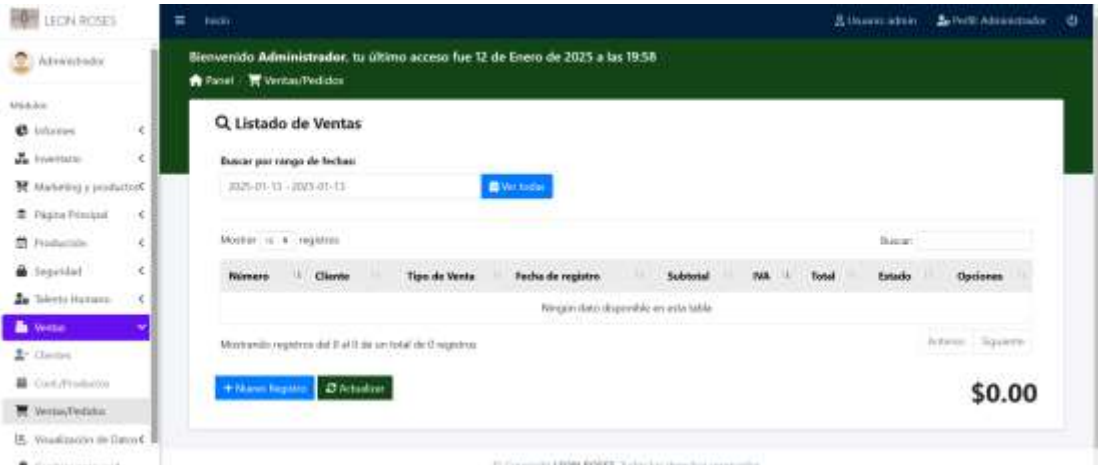 LEON ROSES
Inicio
Usuario: admin
Perfil: Administrador
Administrador
Bienvenido Administrador, tu último acceso fue 12 de Enero de 2025 a las 19:58
Panel / Ventas/Pedidos
Módulos
Informes
Inventario
Marketing y productos
Página Principal
Producción
Seguridad
Talento Humano
Ventas
Clientes
Ventas/Pedidos
Visualización de Datos
Listado de Ventas
Buscar por rango de fechas:
2025-01-13 - 2025-01-13
Ver todas
Mostrar 10 registros
Buscar:
Número Cliente Tipo de Venta Fecha de registro Subtotal IVA Total Estado Opciones
Ningún dato disponible en esta tabla
Mostrando registros del 0 al 0 de un total de 0 registros
Anterior Siguiente
+ Nuevo Registro
Actualizar
$0.00